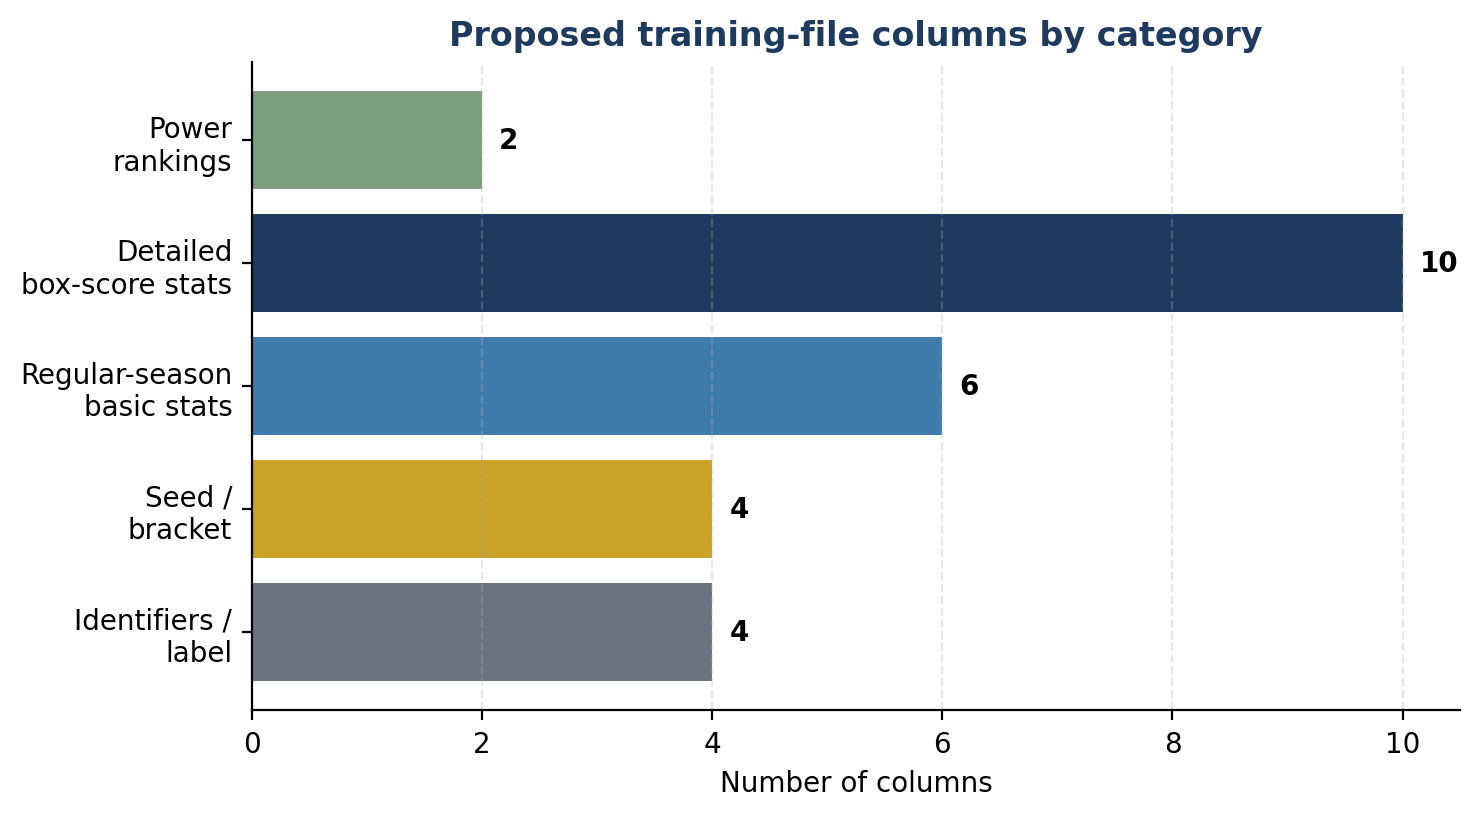 Proposed training-file columns by category
Power
rankings
2
Detailed
box-score stats
10
Regular-season
basic stats
6
Seed /
bracket
4
Identifiers /
label
4
0 2 4 6 8 10
Number of columns